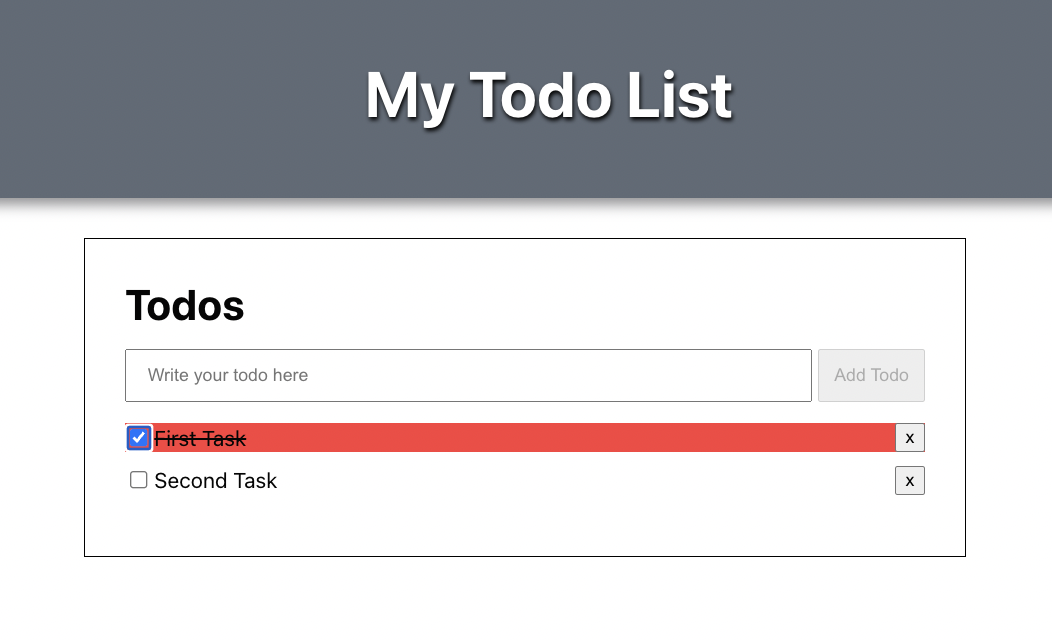 My Todo List
Todos
Write your todo here
Add Todo
First Task
x
Second Task
x